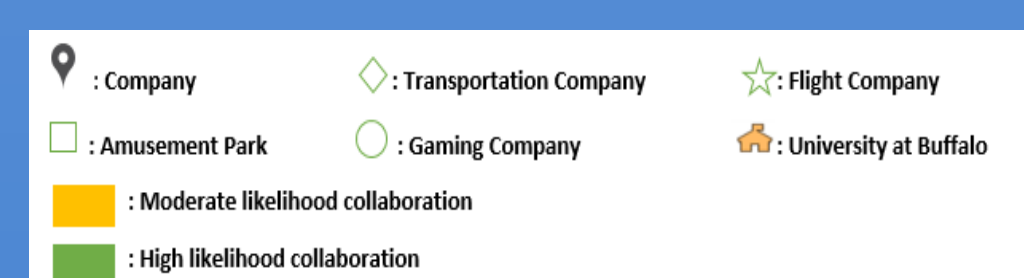 : Company : Transportation Company : Flight Company
: Amusement Park : Gaming Company : University at Buffalo
: Moderate likelihood collaboration
: High likelihood collaboration